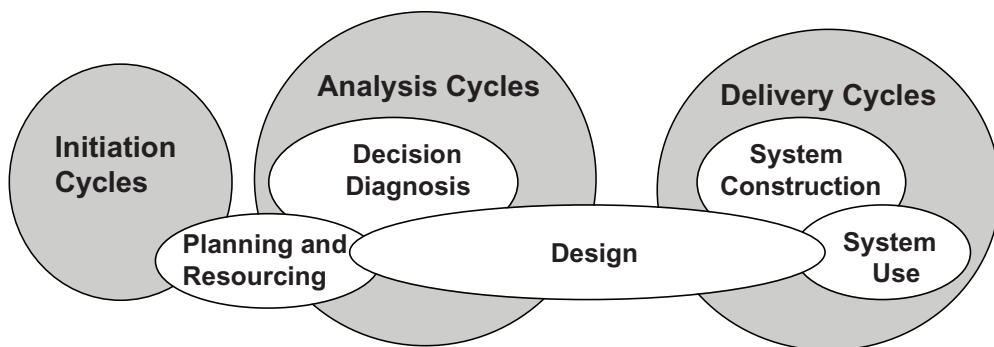 Initiation
Cycles
Analysis Cycles
Decision
Diagnosis
Planning and
Resourcing
Design
Delivery Cycles
System
Construction
System
Use